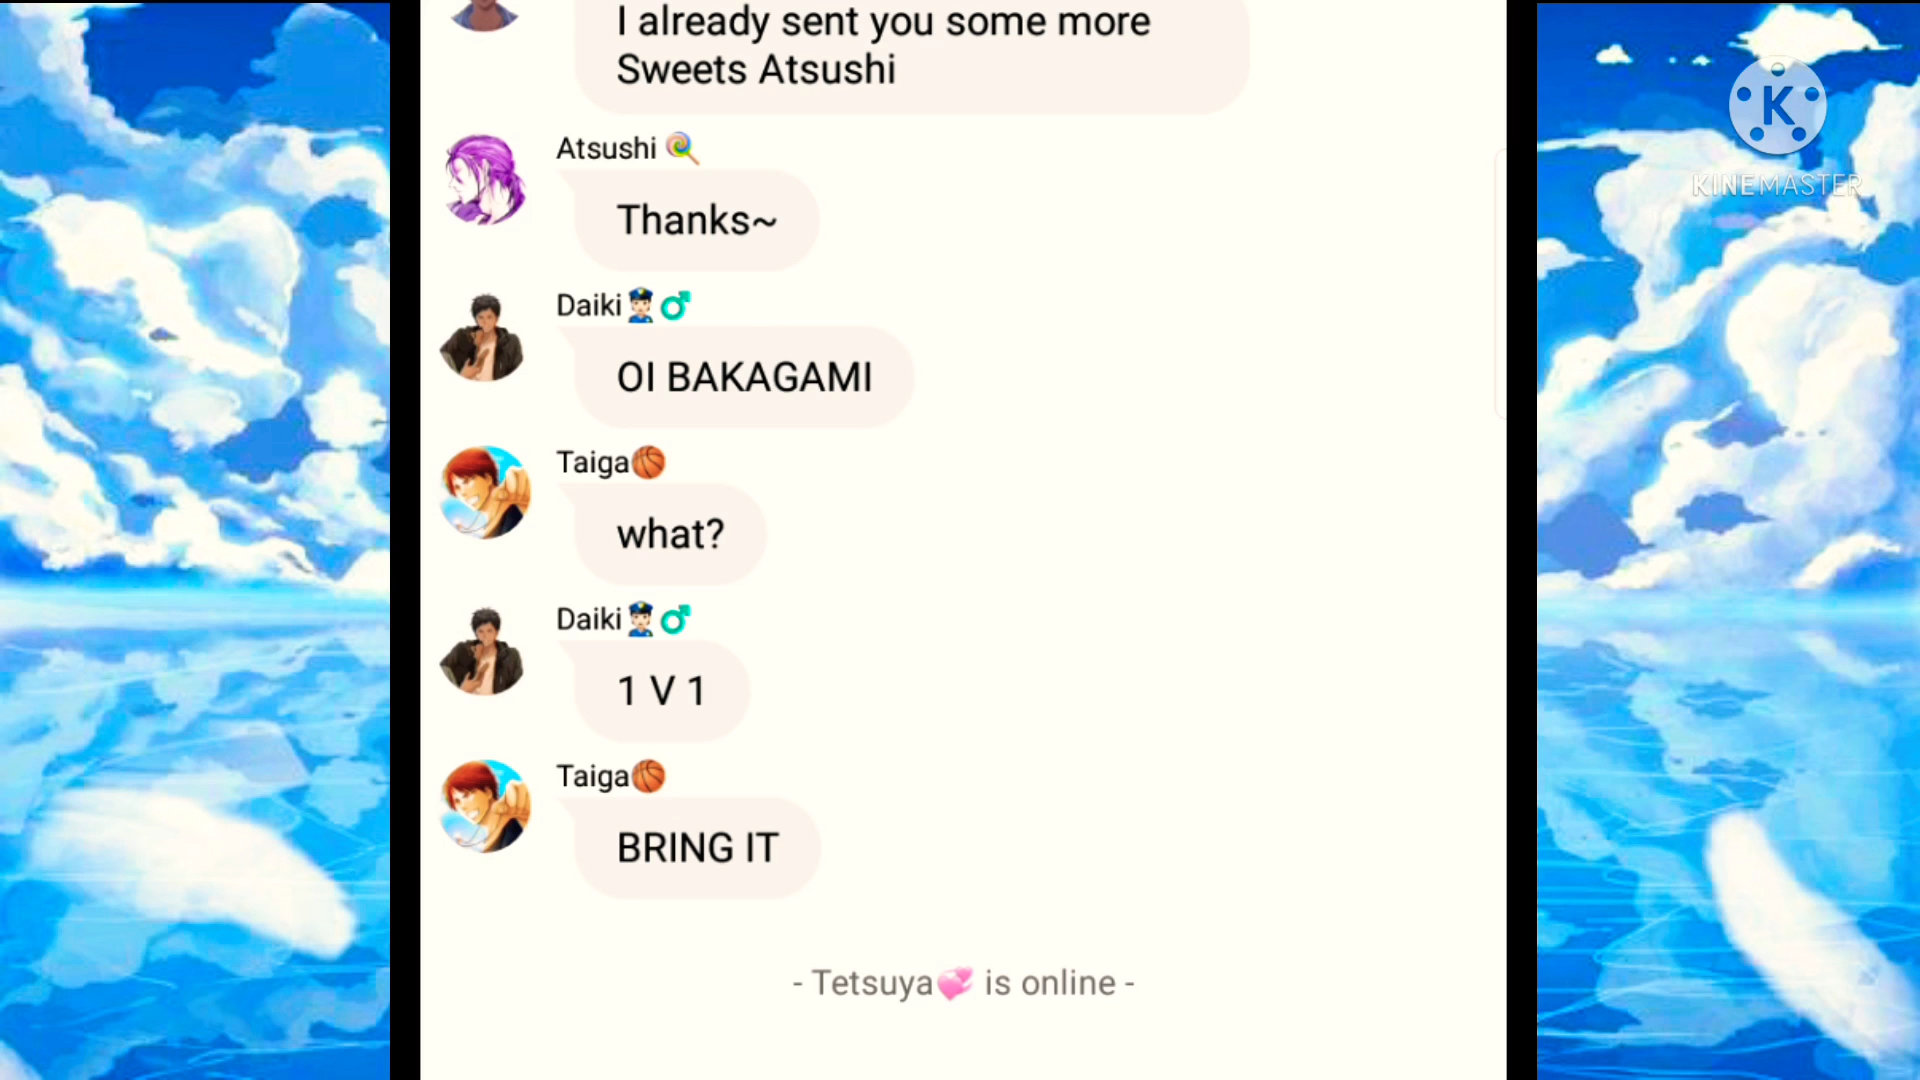 I already sent you some more
Sweets Atsushi
Atsushi 🍭
Thanks~
Daiki👮🏻♂
OI BAKAGAMI
Taiga🏀
what?
Daiki👮🏻♂
1 V 1
Taiga🏀
BRING IT
- Tetsuya💞 is online -
K
KINEMASTER